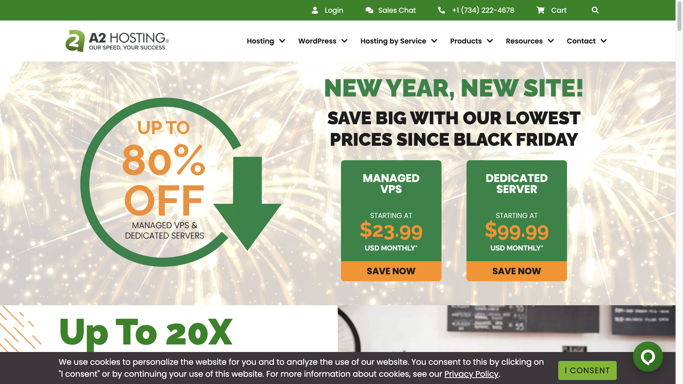 Login
Sales Chat
+1 (734) 222-4678
Cart
A2 HOSTING®
OUR SPEED, YOUR SUCCESS
Hosting
WordPress
Hosting by Service
Products
Resources
Contact
UP TO
80%
OFF
MANAGED VPS &
DEDICATED SERVERS
NEW YEAR, NEW SITE!
SAVE BIG WITH OUR LOWEST
PRICES SINCE BLACK FRIDAY
MANAGED
VPS
STARTING AT
$23.99
USD MONTHLY*
SAVE NOW
DEDICATED
SERVER
STARTING AT
$99.99
USD MONTHLY*
SAVE NOW
Up To 20X
We use cookies to personalize the website for you and to analyze the use of our website. You consent to this by clicking on
"I consent" or by continuing your use of this website. For more information about cookies, see our Privacy Policy.
I CONSENT